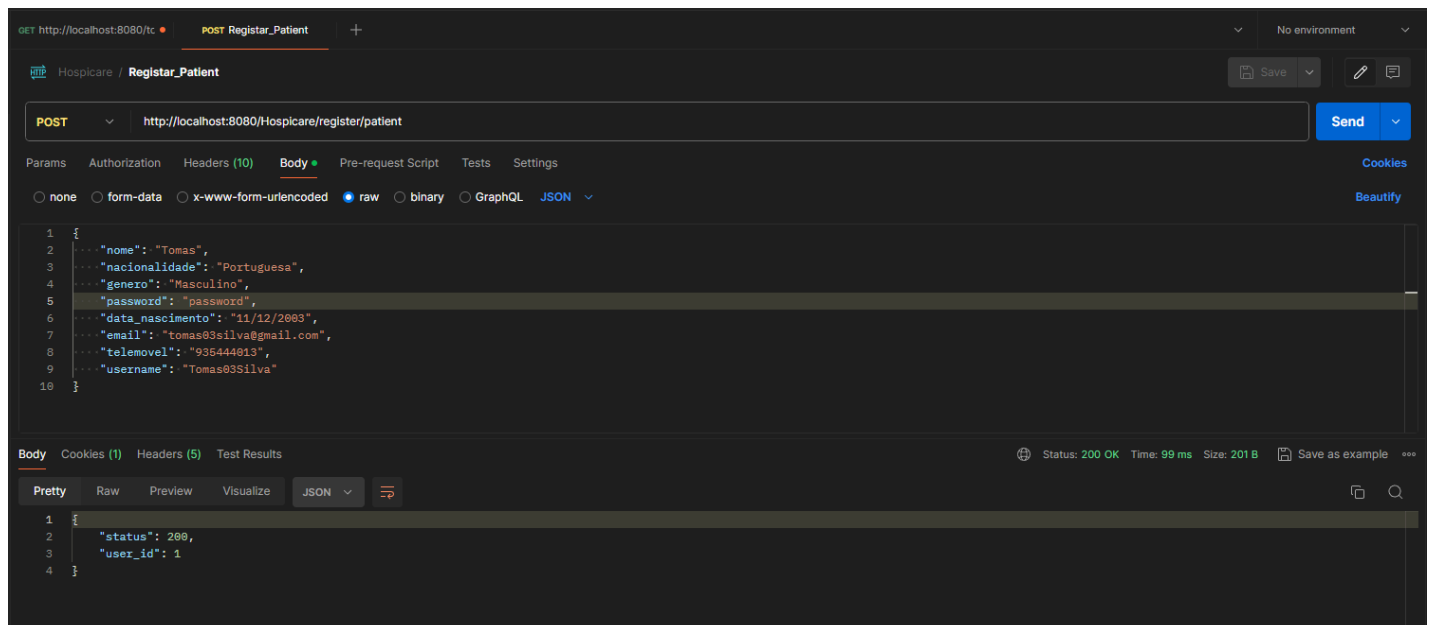 GET http://localhost:8080/tc POST Registar_Patient + No environment
HTTP Hospicare / Registar_Patient Save
POST http://localhost:8080/Hospicare/register/patient Send
Params Authorization Headers (10) Body Pre-request Script Tests Settings Cookies
none form-data x-www-form-urlencoded raw binary GraphQL JSON Beautify
1 {
2 "nome": "Tomas",
3 "nacionalidade": "Portuguesa",
4 "genero": "Masculino",
5 "password": "password",
6 "data_nascimento": "11/12/2003",
7 "email": "tomas03silva@gmail.com",
8 "telemovel": "935444013",
9 "username": "Tomas03Silva"
10 }
Body Cookies (1) Headers (5) Test Results Status: 200 OK Time: 99 ms Size: 201 B Save as example
Pretty Raw Preview Visualize JSON
1 {
2 "status": 200,
3 "user_id": 1
4 }